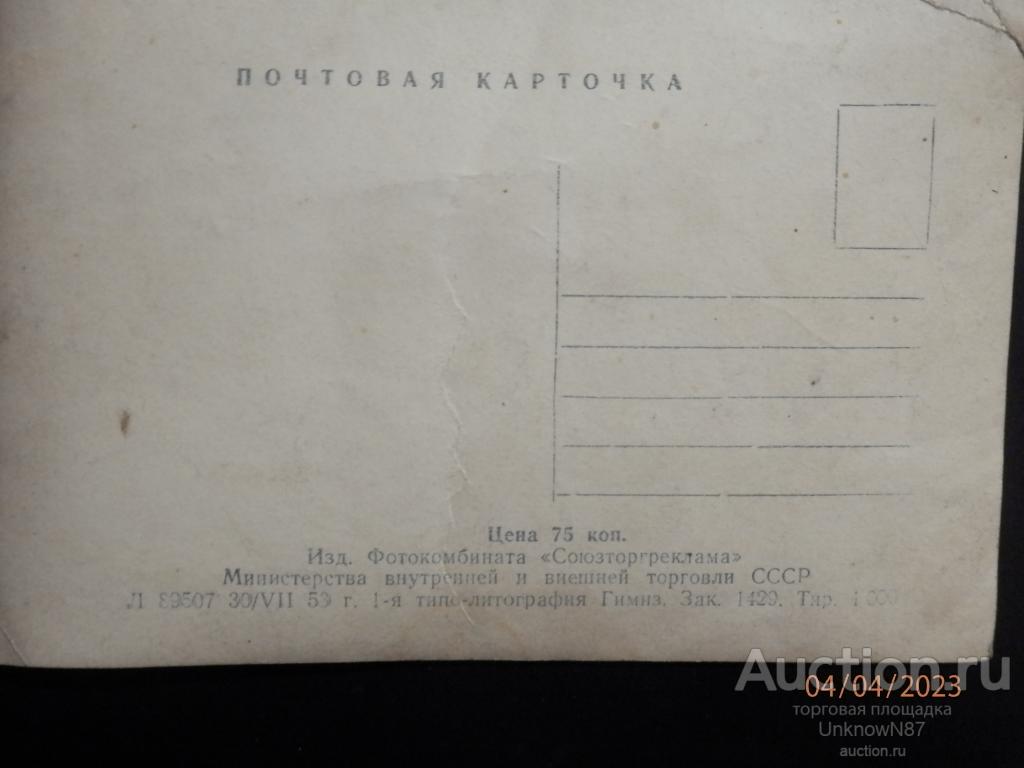 ПОЧТОВАЯ КАРТОЧКА
Цена 75 коп.
Изд. Фотокомбината «Союзторгреклама»
Министерства внутренней и внешней торговли СССР
Л 89507 30/VII 53 г. 1-я типо-литография Гимиз. Зак. 1429. Тир.
Auction.ru
04/04/2023
торговая площадка
UnknowN87
auction.ru